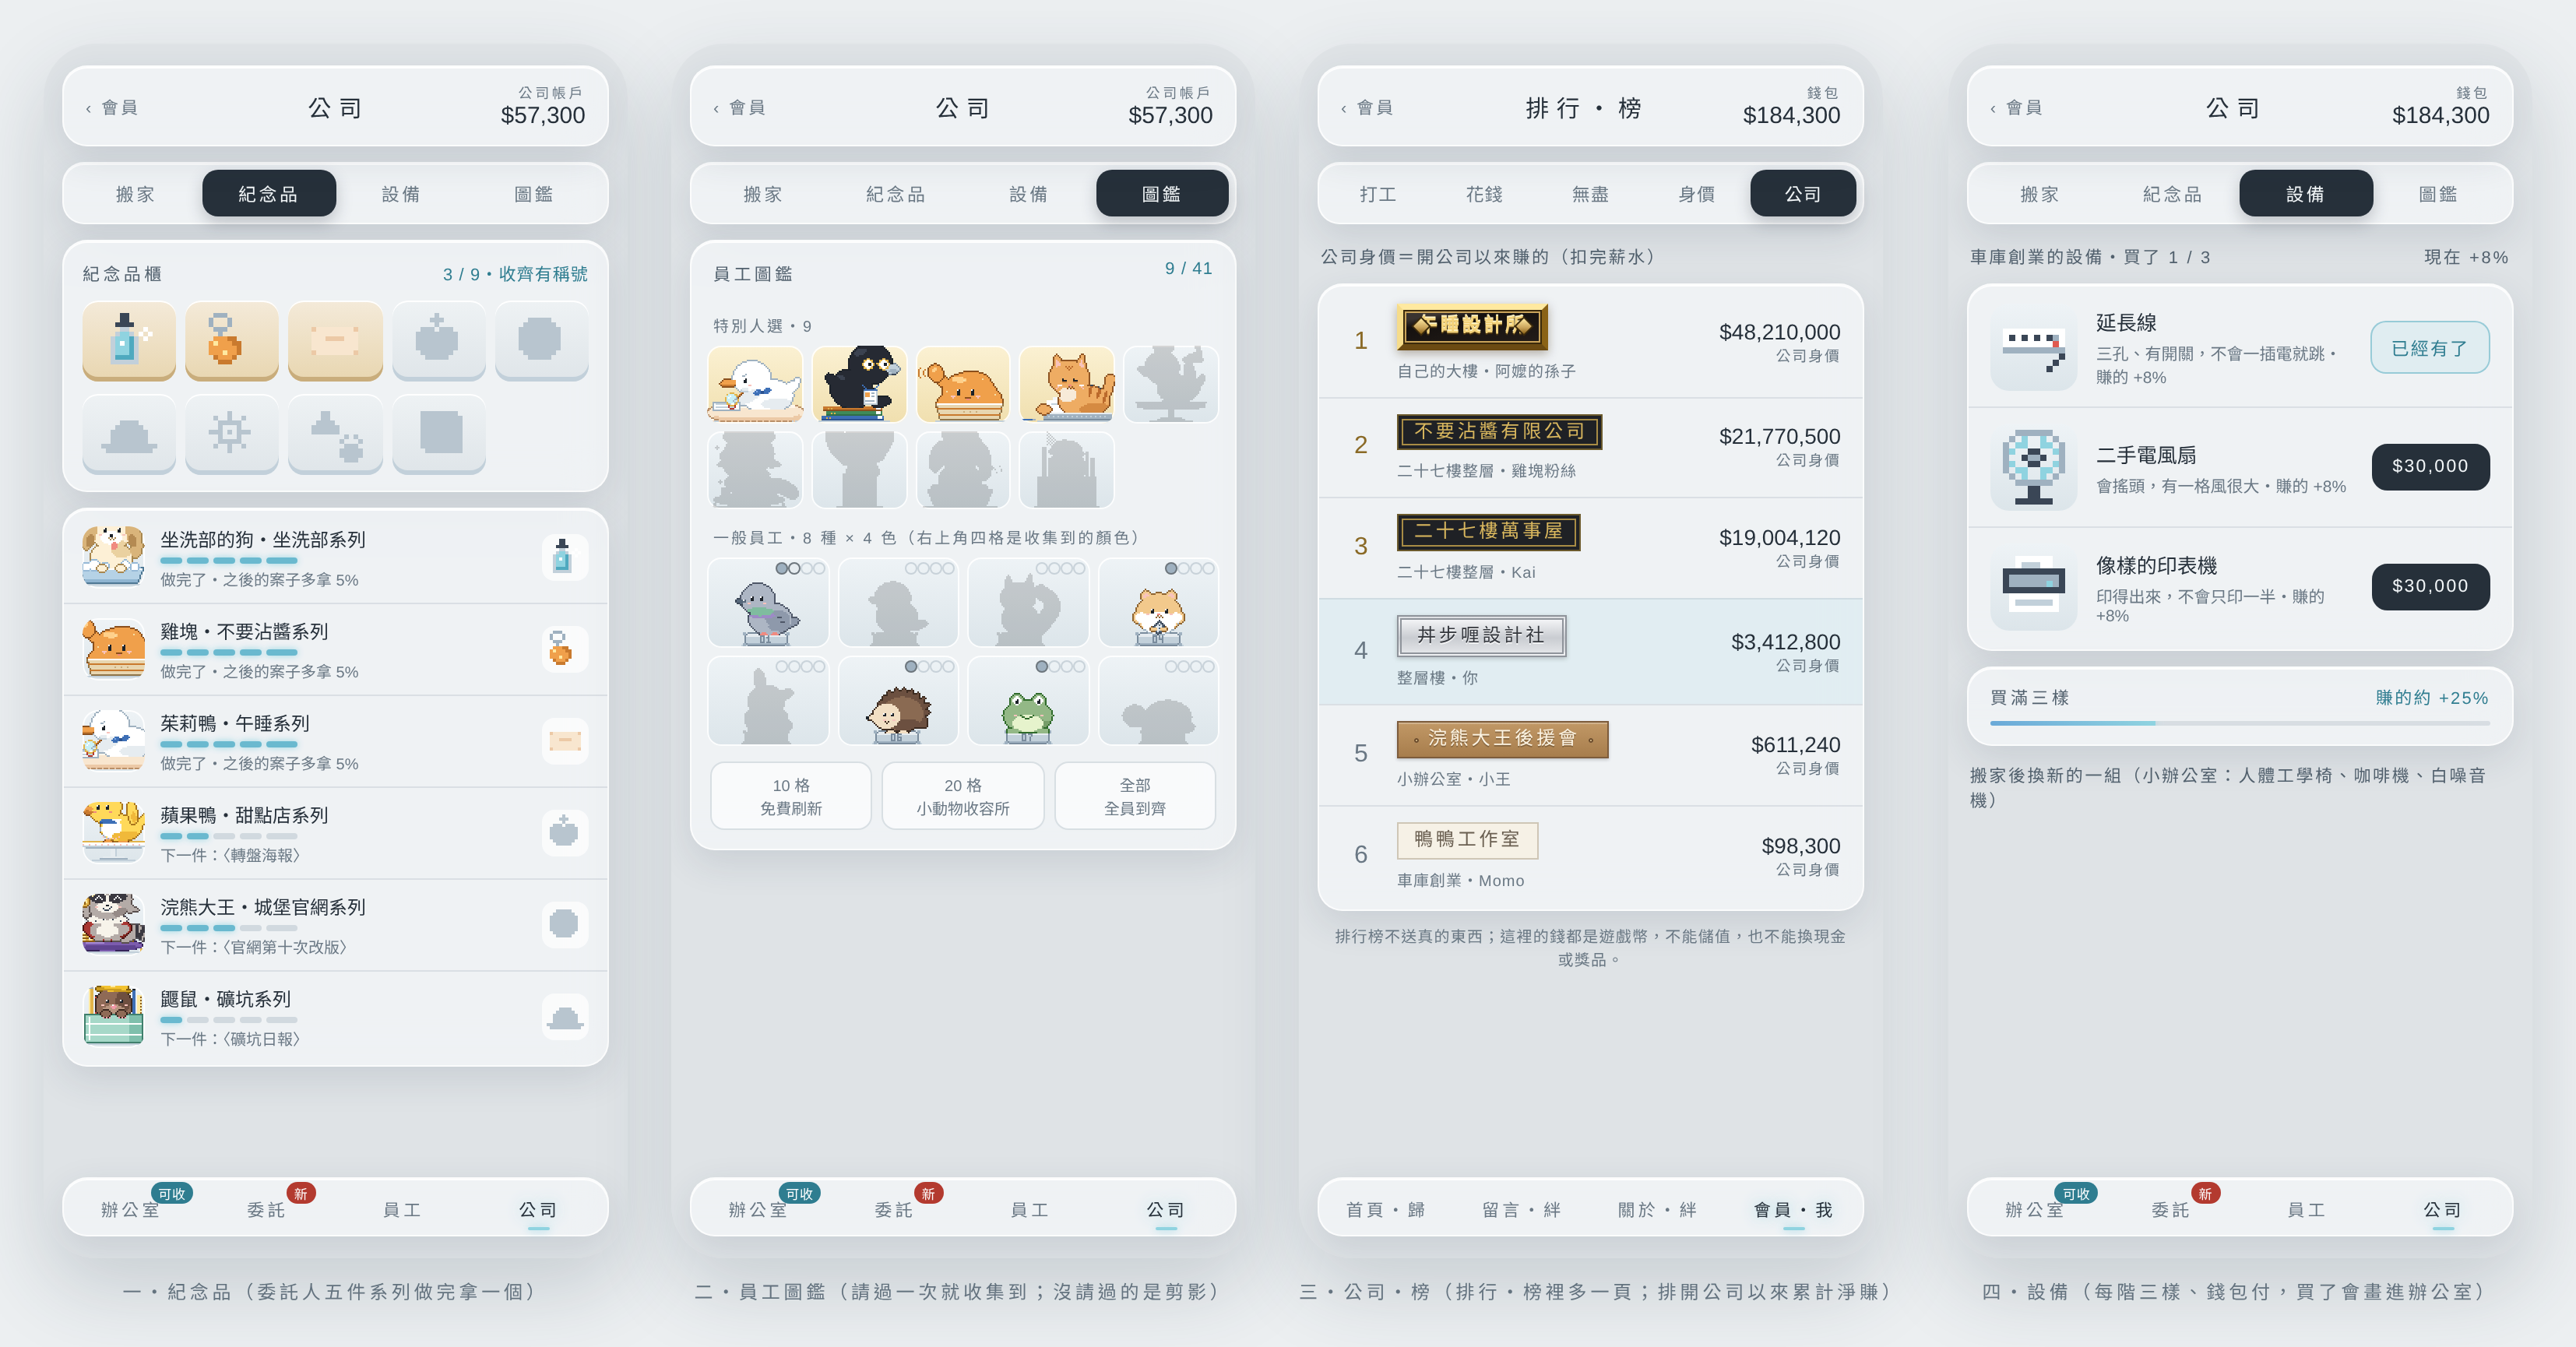 ‹ 會員
公司
公司帳戶
$57,300
搬家
紀念品
設備
圖鑑
紀念品櫃
3 / 9・收齊有稱號
坐洗部的狗・坐洗部系列
做完了・之後的案子多拿 5%
雞塊・不要沾醬系列
做完了・之後的案子多拿 5%
茱莉鴨・午睡系列
做完了・之後的案子多拿 5%
蘋果鴨・甜點店系列
下一件：〈轉盤海報〉
浣熊大王・城堡官網系列
下一件：〈官網第十次改版〉
鼴鼠・礦坑系列
下一件：〈礦坑日報〉
辦公室
可收
委託
新
員工
公司
一・紀念品（委託人五件系列做完拿一個）
‹ 會員
公司
公司帳戶
$57,300
搬家
紀念品
設備
圖鑑
員工圖鑑
9 / 41
特別人選・9
一般員工・8 種 × 4 色（右上角四格是收集到的顏色）
01
04
06
07
10 格
免費刷新
20 格
小動物收容所
全部
全員到齊
辦公室
可收
委託
新
員工
公司
二・員工圖鑑（請過一次就收集到；沒請過的是剪影）
‹ 會員
排行・榜
錢包
$184,300
打工
花錢
無盡
身價
公司
公司身價＝開公司以來賺的（扣完薪水）
1
午睡設計所
自己的大樓・阿嬤的孫子
$48,210,000
公司身價
2
不要沾醬有限公司
二十七樓整層・雞塊粉絲
$21,770,500
公司身價
3
二十七樓萬事屋
二十七樓整層・Kai
$19,004,120
公司身價
4
丼步喱設計社
整層樓・你
$3,412,800
公司身價
5
浣熊大王後援會
小辦公室・小王
$611,240
公司身價
6
鴨鴨工作室
車庫創業・Momo
$98,300
公司身價
排行榜不送真的東西；這裡的錢都是遊戲幣，不能儲值，也不能換現金
或獎品。
首頁・歸
留言・絆
關於・絆
會員・我
三・公司・榜（排行・榜裡多一頁；排開公司以來累計淨賺）
‹ 會員
公司
錢包
$184,300
搬家
紀念品
設備
圖鑑
車庫創業的設備・買了 1 / 3
現在 +8%
延長線
三孔、有開關，不會一插電就跳・
賺的 +8%
已經有了
二手電風扇
會搖頭，有一格風很大・賺的 +8%
$30,000
像樣的印表機
印得出來，不會只印一半・賺的
+8%
$30,000
買滿三樣
賺的約 +25%
搬家後換新的一組（小辦公室：人體工學椅、咖啡機、白噪音
機）
辦公室
可收
委託
新
員工
公司
四・設備（每階三樣、錢包付，買了會畫進辦公室）